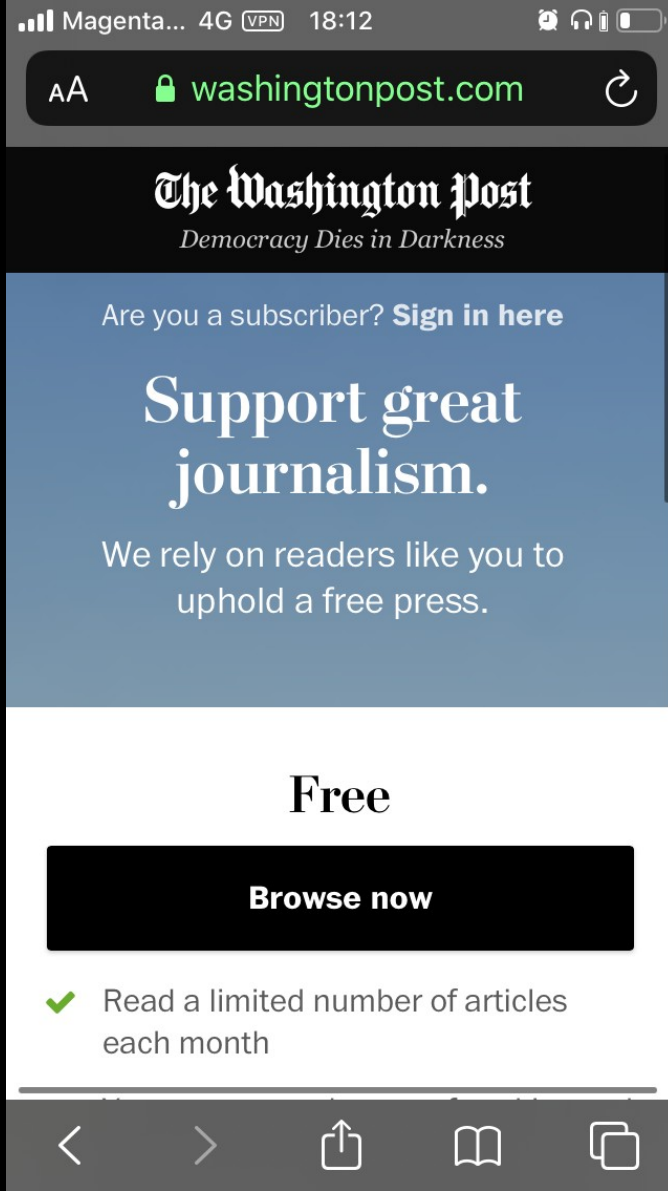 Magenta... 4G VPN 18:12
AA washingtonpost.com
The Washington Post
Democracy Dies in Darkness
Are you a subscriber? Sign in here
Support great
journalism.
We rely on readers like you to
uphold a free press.
Free
Browse now
Read a limited number of articles
each month